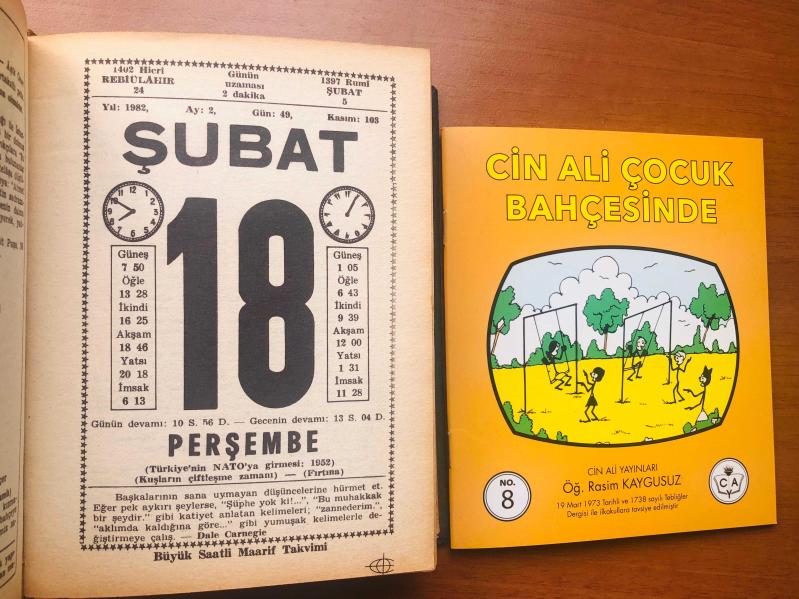 1402 Hicri
REBİÜLÂHIR
24
Günün
uzaması
2 dakika
1397 Rumî
ŞUBAT
5
Yıl: 1982, Ay: 2, Gün: 49, Kasım: 103
ŞUBAT
18
Güneş
7 50
Öğle
13 28
İkindi
16 25
Akşam
18 46
Yatsı
20 18
İmsak
6 13
Güneş
1 05
Öğle
6 43
İkindi
9 39
Akşam
12 00
Yatsı
1 31
İmsak
11 28
Günün devamı: 10 S. 56 D. — Gecenin devamı: 13 S. 04 D.
PERŞEMBE
(Türkiye'nin NATO'ya girmesi: 1952)
(Kuşların çiftleşme zamanı) — (Fırtına)
Başkalarının sana uymayan düşüncelerine hürmet et.
Eğer pek aykırı şeylerse, "Şüphe yok ki!...", "Bu muhakkak
bir şeydir." gibi katiyet anlatan kelimeleri; "zannederim.",
"aklımda kaldığına göre..." gibi yumuşak kelimelerle de-
ğiştirmeye çalış. — Dale Carnegie
Büyük Saatli Maarif Takvimi
CİN ALİ ÇOCUK
BAHÇESİNDE
CİN ALİ YAYINLARI
Öğ. Rasim KAYGUSUZ
19 Mart 1973 Tarihli ve 1738 sayılı Tebliğler
Dergisi ile ilkokullara tavsiye edilmiştir
NO.
8
C A
Y